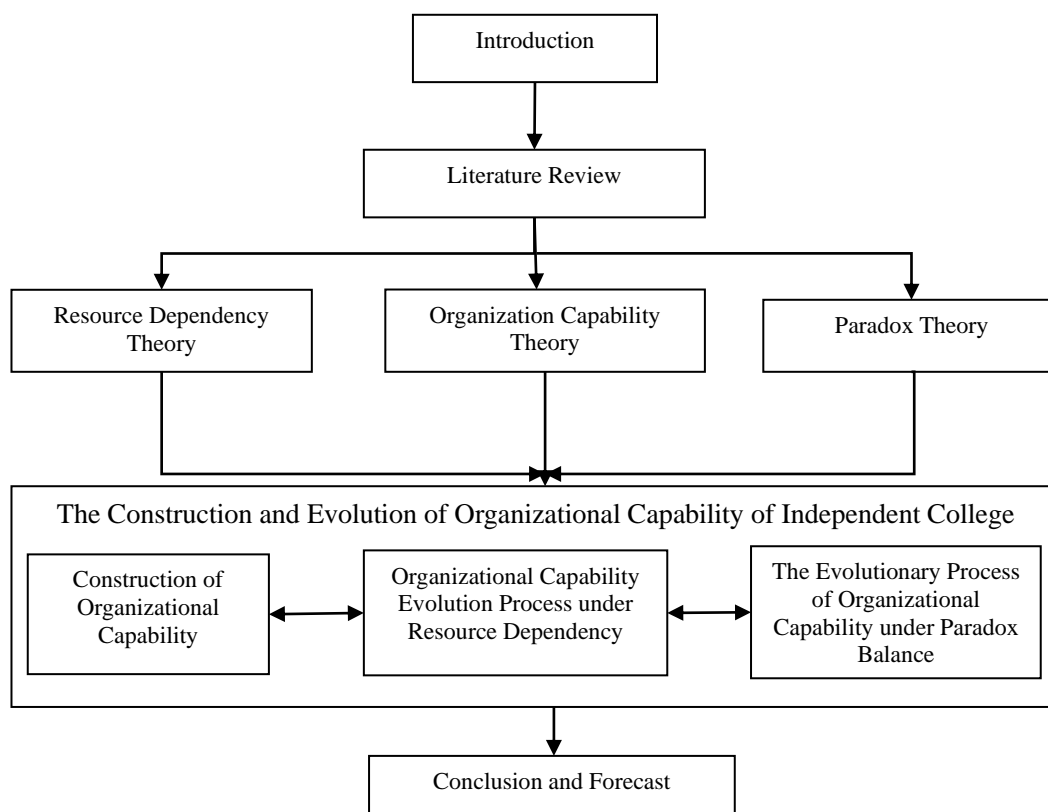 Introduction
Literature Review
Resource Dependency
Theory
Organization Capability
Theory
Paradox Theory
The Construction and Evolution of Organizational Capability of Independent College
Construction of
Organizational
Capability
Organizational Capability
Evolution Process under
Resource Dependency
The Evolutionary Process
of Organizational
Capability under Paradox
Balance
Conclusion and Forecast